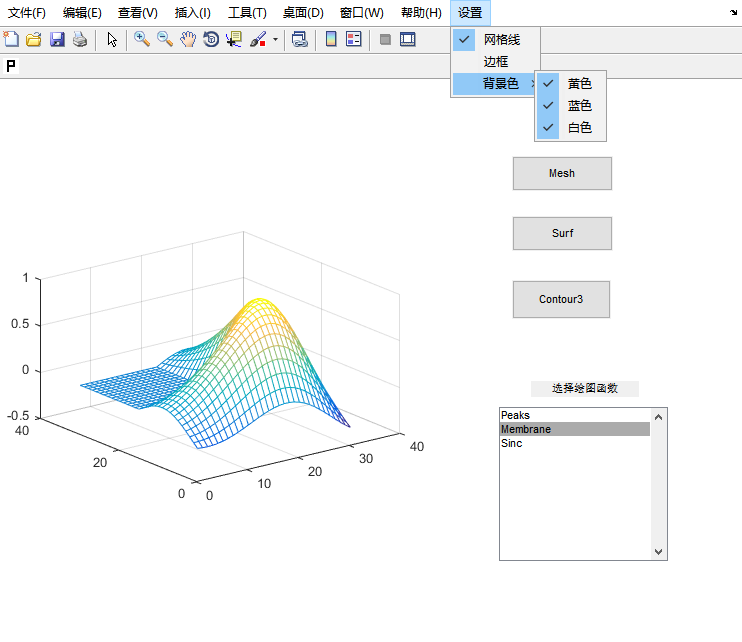 文件(F) 编辑(E) 查看(V) 插入(I) 工具(T) 桌面(D) 窗口(W) 帮助(H) 设置
网格线
边框
背景色
黄色
蓝色
白色
P
Mesh
Surf
Contour3
1
0.5
0
-0.5
40
20
0
0
10
20
30
40
选择绘图函数
Peaks
Membrane
Sinc